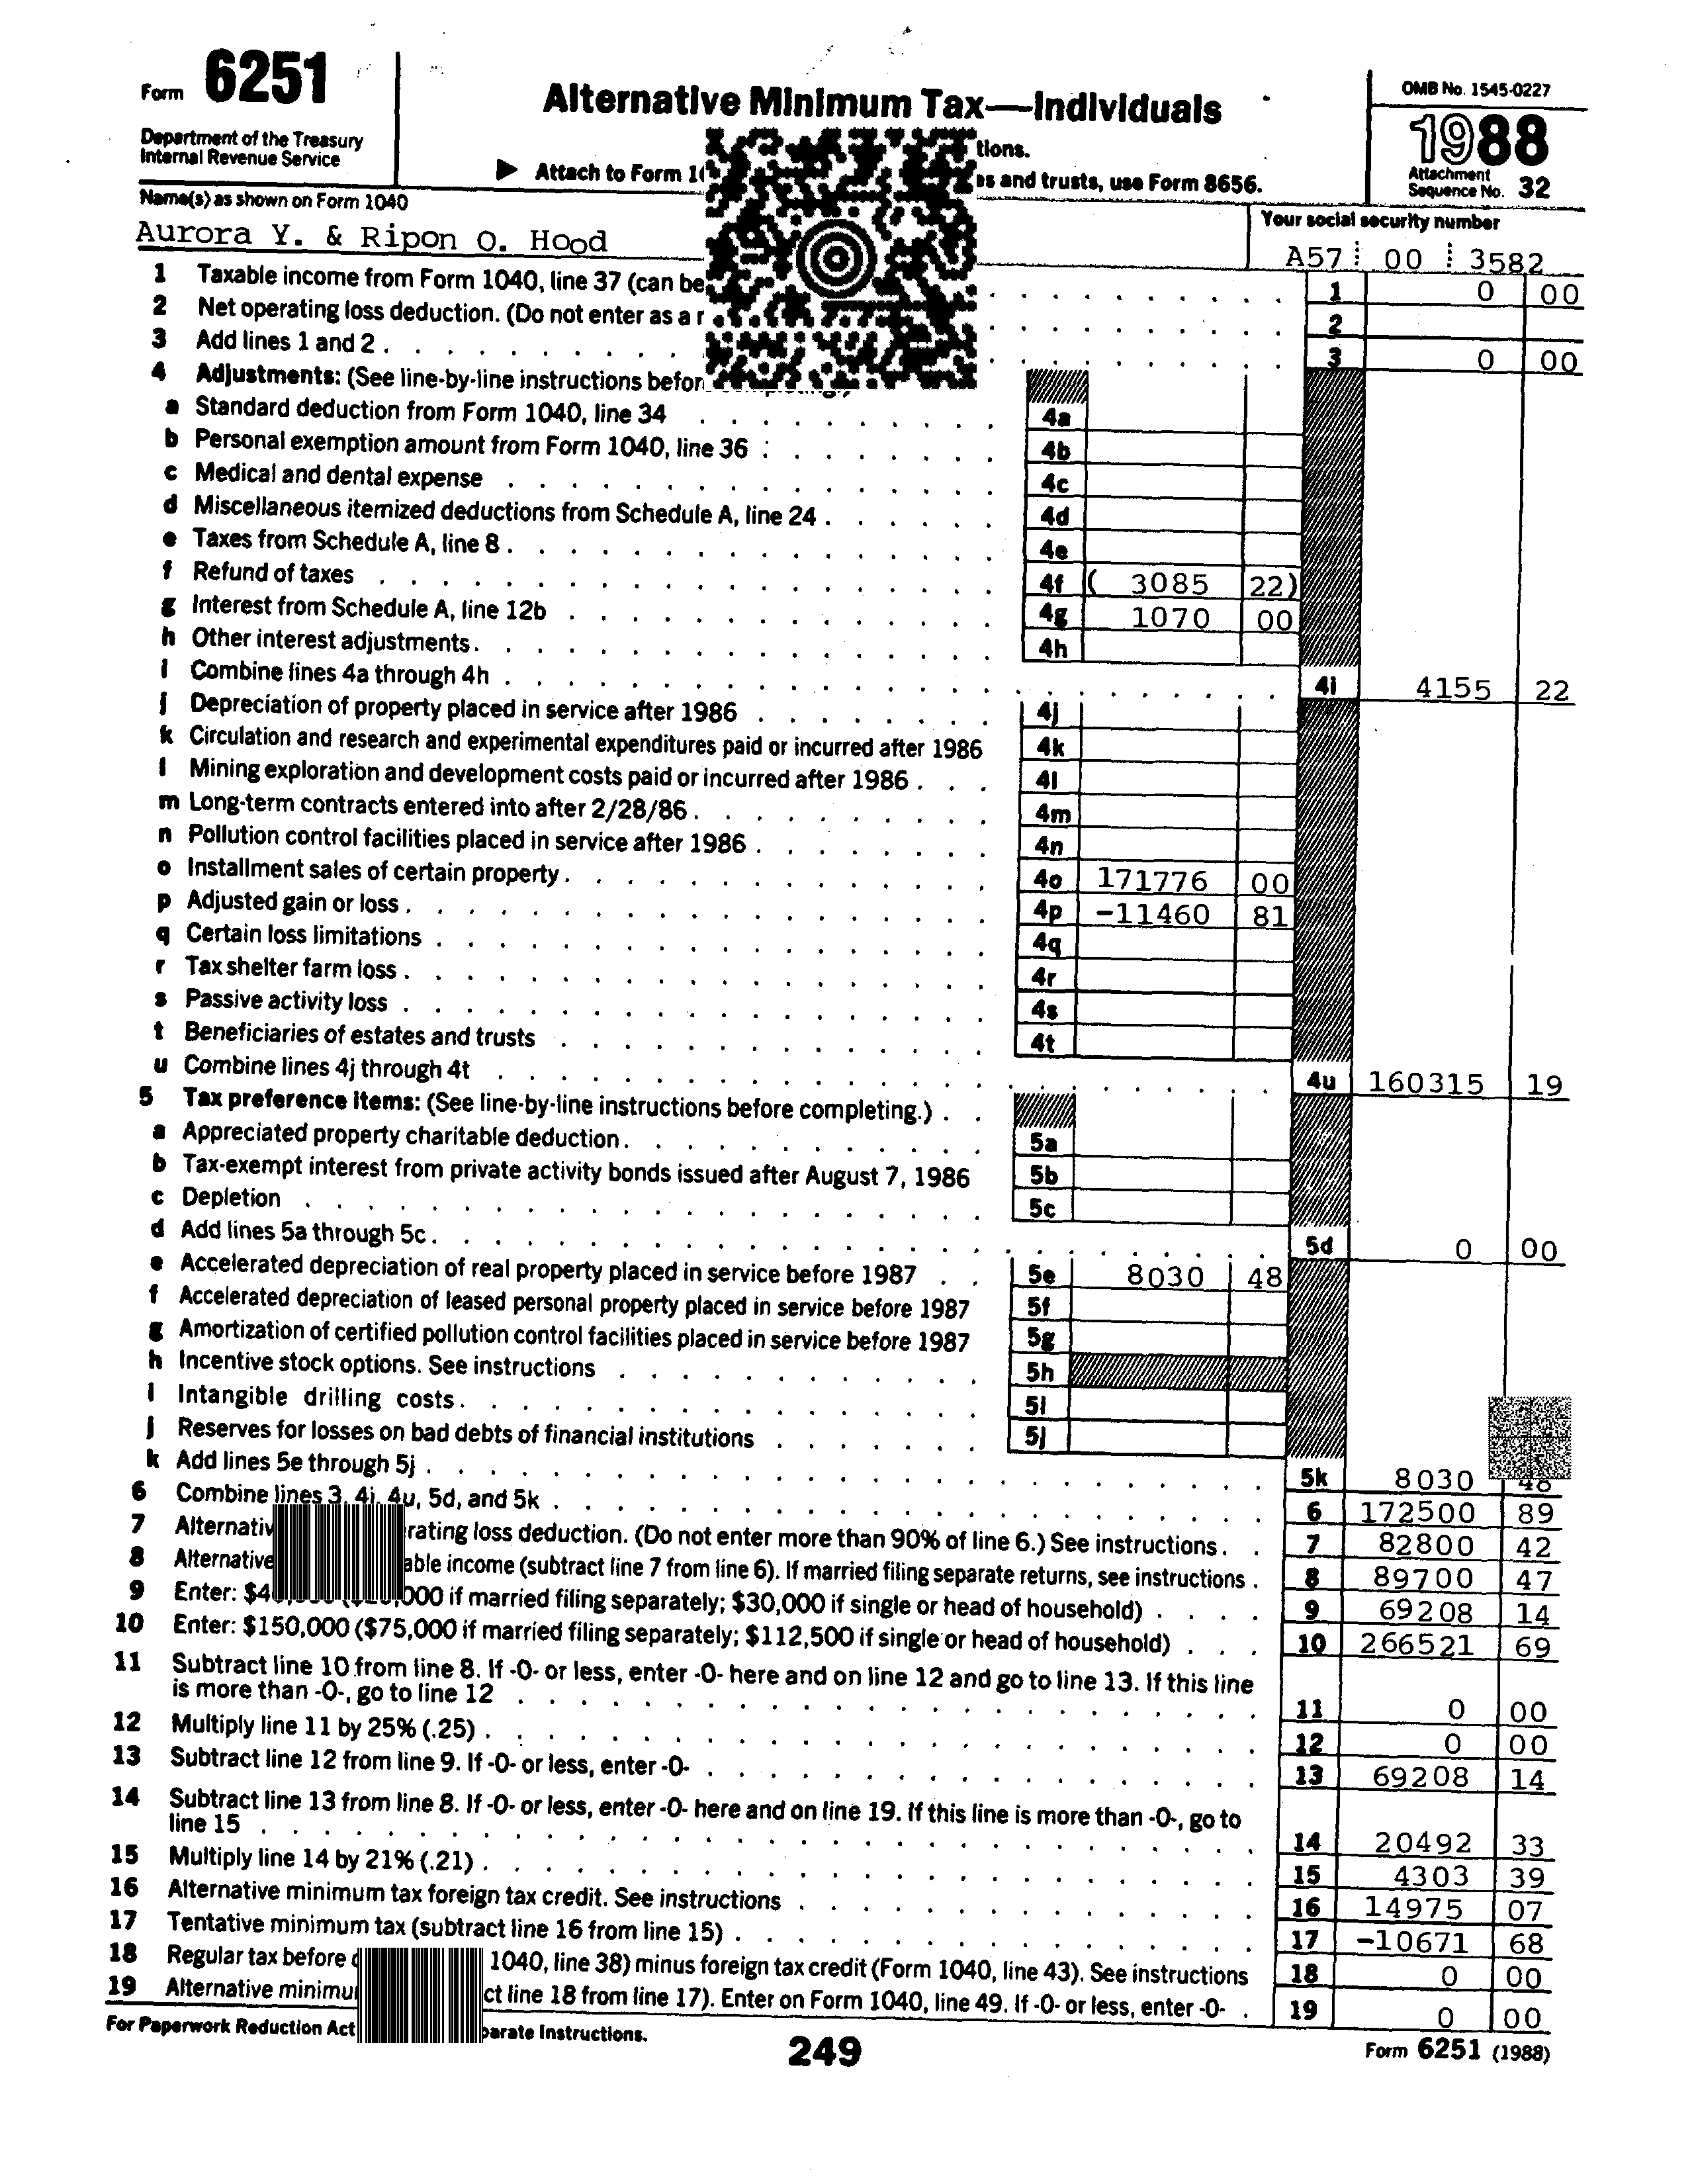 Form 6251
Department of the Treasury
Internal Revenue Service
Alternative Minimum Tax—Individuals
tions.
▶ Attach to Form
es and trusts, use Form 8656.
OMB No. 1545-0227
1988
Attachment
Sequence No. 32
Name(s) as shown on Form 1040
Aurora Y. & Ripon O. Hood
Your social security number
A57 00 3582
1 Taxable income from Form 1040, line 37 (can be 1 0 00
2 Net operating loss deduction. (Do not enter as a 2
3 Add lines 1 and 2 3 0 00
4 Adjustments: (See line-by-line instructions
a Standard deduction from Form 1040, line 34 4a
b Personal exemption amount from Form 1040, line 36 4b
c Medical and dental expense 4c
d Miscellaneous itemized deductions from Schedule A, line 24 4d
e Taxes from Schedule A, line 8 4e
f Refund of taxes 4f ( 3085 22)
g Interest from Schedule A, line 12b 4g 1070 00
h Other interest adjustments 4h
i Combine lines 4a through 4h 4i 4155 22
j Depreciation of property placed in service after 1986 4j
k Circulation and research and experimental expenditures paid or incurred after 1986 4k
l Mining exploration and development costs paid or incurred after 1986 4l
m Long-term contracts entered into after 2/28/86 4m
n Pollution control facilities placed in service after 1986 4n
o Installment sales of certain property 4o 171776 00
p Adjusted gain or loss 4p -11460 81
q Certain loss limitations 4q
r Tax shelter farm loss 4r
s Passive activity loss 4s
t Beneficiaries of estates and trusts 4t
u Combine lines 4j through 4t 4u 160315 19
5 Tax preference items: (See line-by-line instructions before completing.)
a Appreciated property charitable deduction 5a
b Tax-exempt interest from private activity bonds issued after August 7, 1986 5b
c Depletion 5c
d Add lines 5a through 5c 5d 0 00
e Accelerated depreciation of real property placed in service before 1987 5e 8030 48
f Accelerated depreciation of leased personal property placed in service before 1987 5f
g Amortization of certified pollution control facilities placed in service before 1987 5g
h Incentive stock options. See instructions 5h
i Intangible drilling costs 5i
j Reserves for losses on bad debts of financial institutions 5j
k Add lines 5e through 5j 5k 8030 48
6 Combine lines 3, 4i, 4u, 5d, and 5k 6 172500 89
7 Alternativ rating loss deduction. (Do not enter more than 90% of line 6.) See instructions 7 82800 42
8 Alternative able income (subtract line 7 from line 6). If married filing separate returns, see instructions 8 89700 47
9 Enter: $4 000 if married filing separately; $30,000 if single or head of household) 9 69208 14
10 Enter: $150,000 ($75,000 if married filing separately; $112,500 if single or head of household) 10 266521 69
11 Subtract line 10 from line 8. If -0- or less, enter -0- here and on line 12 and go to line 13. If this line
is more than -0-, go to line 12 11 0 00
12 Multiply line 11 by 25% (.25) 12 0 00
13 Subtract line 12 from line 9. If -0- or less, enter -0- 13 69208 14
14 Subtract line 13 from line 8. If -0- or less, enter -0- here and on line 19. If this line is more than -0-, go to
line 15 14 20492 33
15 Multiply line 14 by 21% (.21) 15 4303 39
16 Alternative minimum tax foreign tax credit. See instructions 16 14975 07
17 Tentative minimum tax (subtract line 16 from line 15) 17 -10671 68
18 Regular tax before 1040, line 38) minus foreign tax credit (Form 1040, line 43). See instructions 18 0 00
19 Alternative minimu ct line 18 from line 17). Enter on Form 1040, line 49. If -0- or less, enter -0- 19 0 00
For Paperwork Reduction Act parate Instructions.
249
Form 6251 (1988)